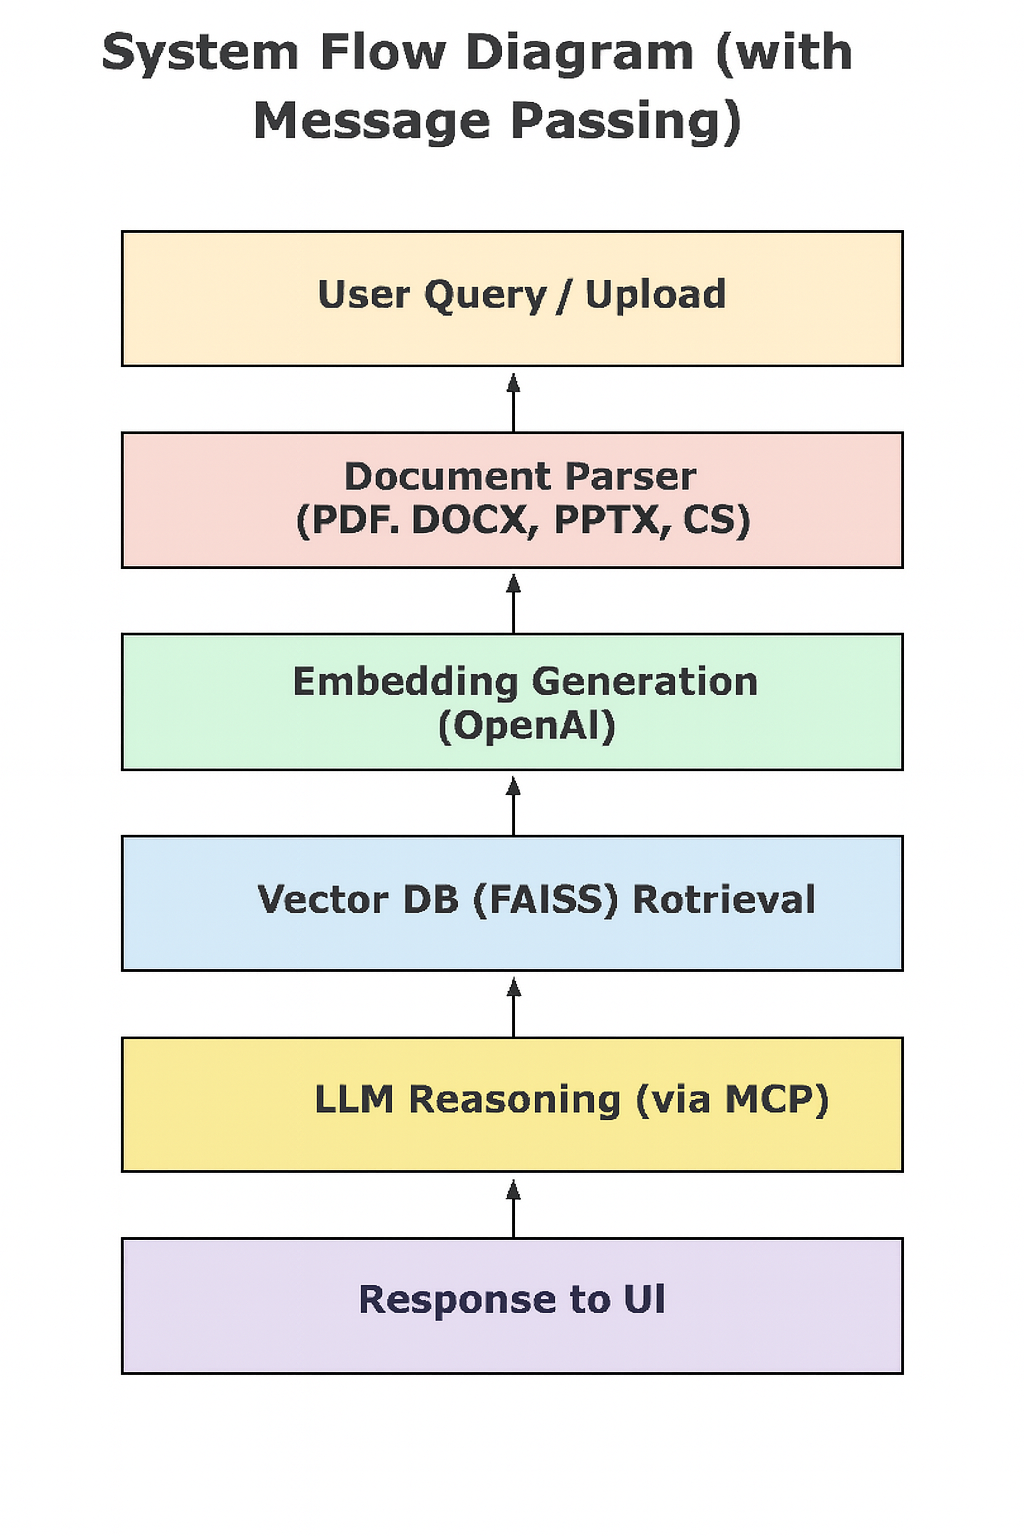 System Flow Diagram (with
Message Passing)
User Query / Upload
Document Parser
(PDF. DOCX, PPTX, CS)
Embedding Generation
(OpenAI)
Vector DB (FAISS) Rotrieval
LLM Reasoning (via MCP)
Response to UI